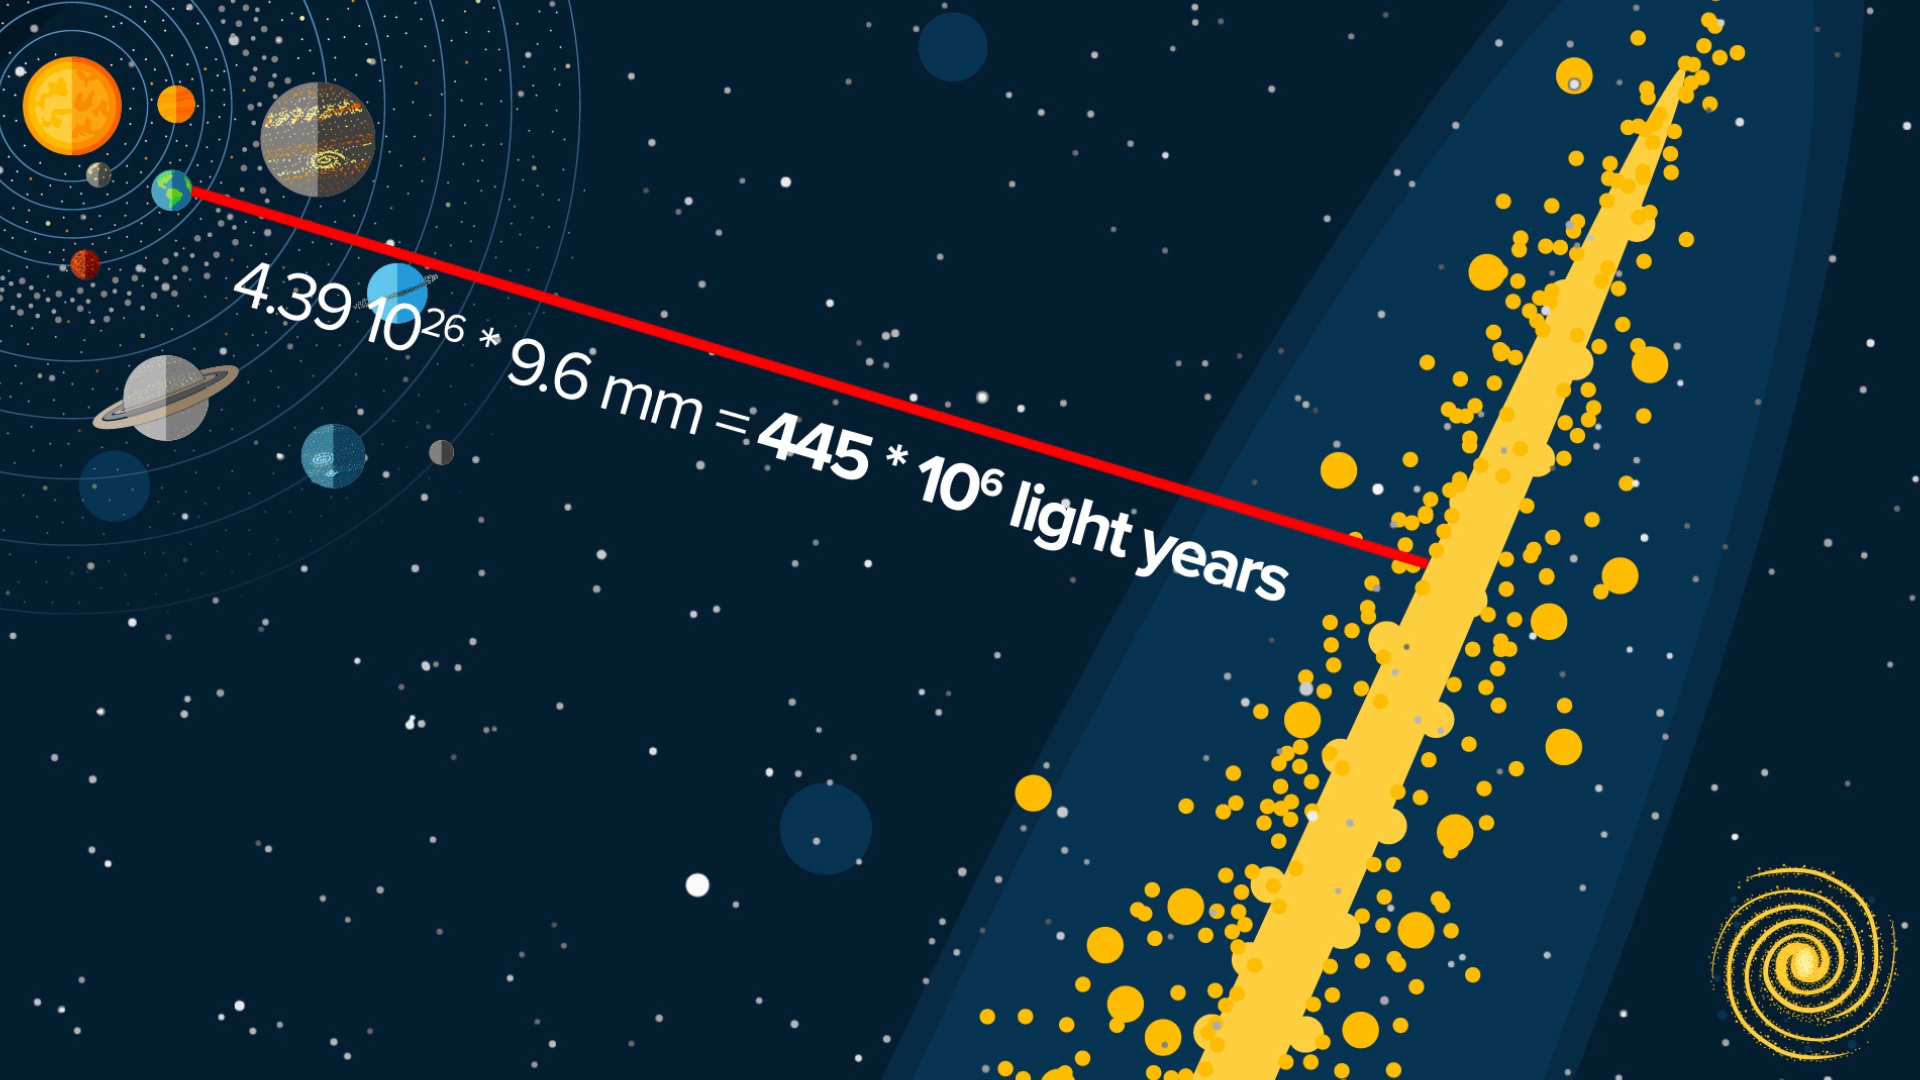 4.39 10²⁶ * 9.6 mm = 445 * 10⁶ light years